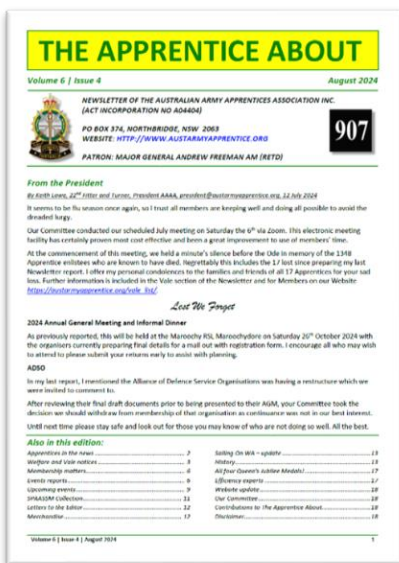 THE APPRENTICE ABOUT
Volume 6 | Issue 4 August 2024
NEWSLETTER OF THE AUSTRALIAN ARMY APPRENTICES ASSOCIATION INC.
(ACT INCORPORATION NO A04404)
PO BOX 374, NORTHBRIDGE, NSW 2063
WEBSITE: HTTP://WWW.AUSTARMYAPPRENTICE.ORG
907
PATRON: MAJOR GENERAL ANDREW FREEMAN AM (RETD)
From the President
By Keith Lowe, 22nd Fitter and Turner, President AAAA, president@austarmyapprentice.org, 12 July 2024
It seems to be flu season once again, so I trust all members are keeping well and doing all possible to avoid the
dreaded lurgy.
Our Committee conducted our scheduled July meeting on Saturday the 6th via Zoom. This electronic meeting
facility has certainly proven most cost effective and been a great improvement to use of members' time.
At the commencement of this meeting, we held a minute's silence before the Ode in memory of the 1348
Apprentice enlistees who are known to have died. Regrettably this includes the 17 lost since preparing my last
Newsletter report. I offer my personal condolences to the families and friends of all 17 Apprentices for your sad
loss. Further information is included in the Vale section of the Newsletter and for Members on our Website
https://austarmyapprentice.org/vale_list/.
Lest We Forget
2024 Annual General Meeting and Informal Dinner
As previously reported, this will be held at the Maroochy RSL, Maroochydore on Saturday 26th October 2024 with
the organisers currently preparing final details for a mail out with registration form. I encourage all who may wish
to attend to please submit your returns early to assist with planning.
ADSO
In my last report, I mentioned the Alliance of Defence Service Organisations was having a restructure which we
were invited to comment to.
After reviewing their final draft documents prior to being presented to their AGM, your Committee took the
decision we should withdraw from membership of that organisation as continuance was not in our best interest.
Until next time please stay safe and look out for those you may know of who are not doing so well. All the best.
Also in this edition:
Apprentices in the news 2
Welfare and Vale notices 3
Membership matters
Events reports 6
Upcoming events 9
SPRASSM Collection 11
Letters to the Editor 12
Merchandise 12
Sailing On WA – update 13
History 13
All four Queen's Jubilee Medals! 17
Efficiency experts 17
Website update 18
Our Committee 18
Contributions to The Apprentice About 18
Disclaimer 18
Volume 6 | Issue 4 | August 2024 1